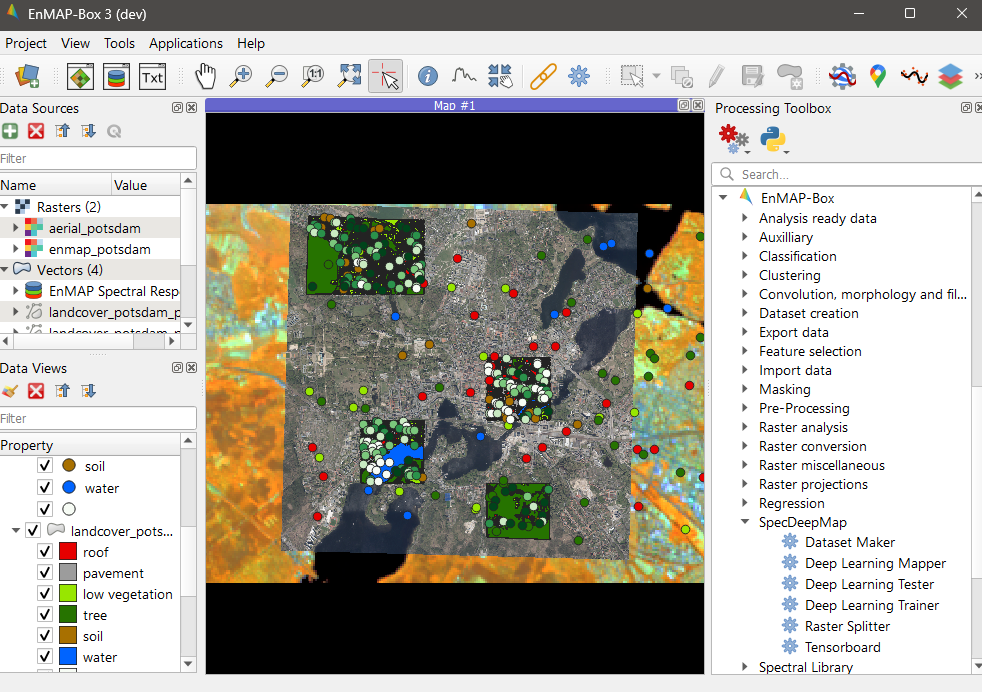 EnMAP-Box 3 (dev)
Project View Tools Applications Help
Txt
1:1
Data Sources
Filter
Name Value
Rasters (2)
aerial_potsdam
enmap_potsdam
Vectors (4)
EnMAP Spectral Resp
landcover_potsdam_p
landcover_potsdam_p
Data Views
Filter
Property
soil
water
landcover_pots...
roof
pavement
low vegetation
tree
soil
water
Map #1
Processing Toolbox
Search...
EnMAP-Box
Analysis ready data
Auxilliary
Classification
Clustering
Convolution, morphology and fil...
Dataset creation
Export data
Feature selection
Import data
Masking
Pre-Processing
Raster analysis
Raster conversion
Raster miscellaneous
Raster projections
Regression
SpecDeepMap
Dataset Maker
Deep Learning Mapper
Deep Learning Tester
Deep Learning Trainer
Raster Splitter
Tensorboard
Spectral Library